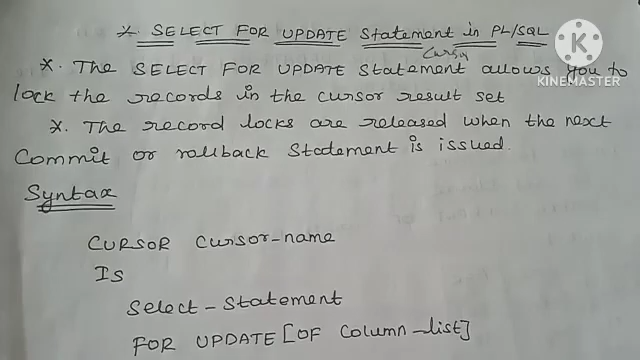 *. SELECT FOR UPDATE Statement in PL/SQL
Cursor
*. The SELECT FOR UPDATE Statement allows you to
lock the records in the cursor result set
*. The record locks are released when the next
Commit or rollback Statement is issued.
Syntax
CURSOR Cursor-name
IS
Select-Statement
FOR UPDATE [OF Column-list]
K
KINEMASTER